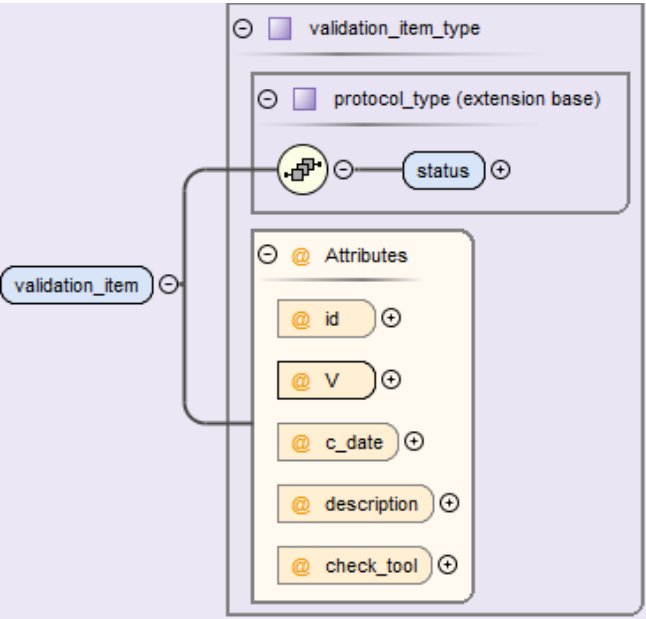 validation_item_type
protocol_type (extension base)
status
validation_item
@ Attributes
@ id
@ V
@ c_date
@ description
@ check_tool